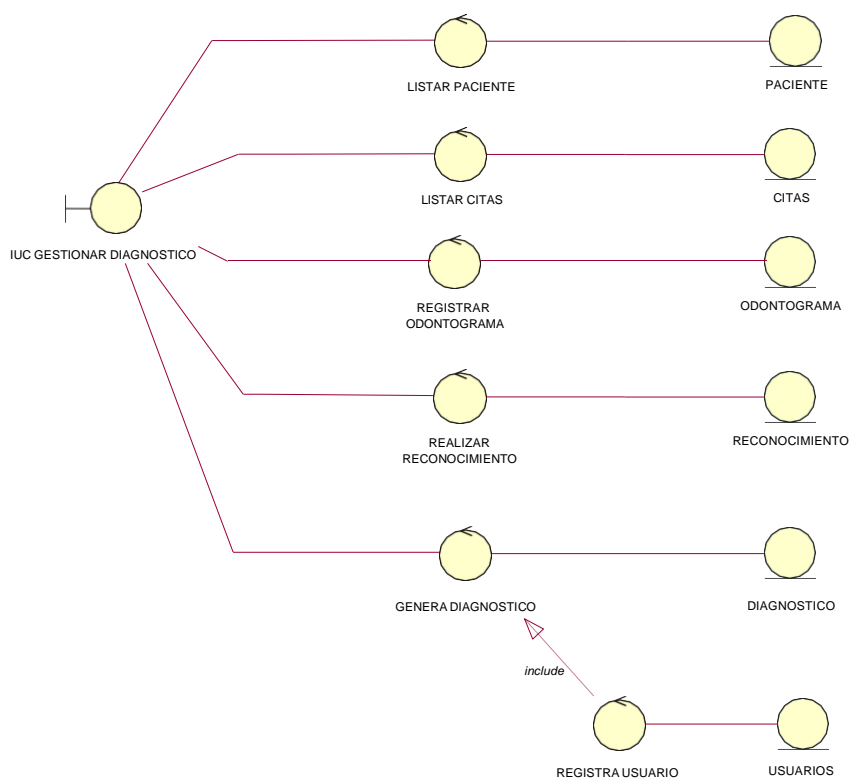 LISTAR PACIENTE
PACIENTE
LISTAR CITAS
CITAS
IUC GESTIONAR DIAGNOSTICO
REGISTRAR
ODONTOGRAMA
ODONTOGRAMA
REALIZAR
RECONOCIMIENTO
RECONOCIMIENTO
GENERA DIAGNOSTICO
DIAGNOSTICO
include
REGISTRA USUARIO
USUARIOS